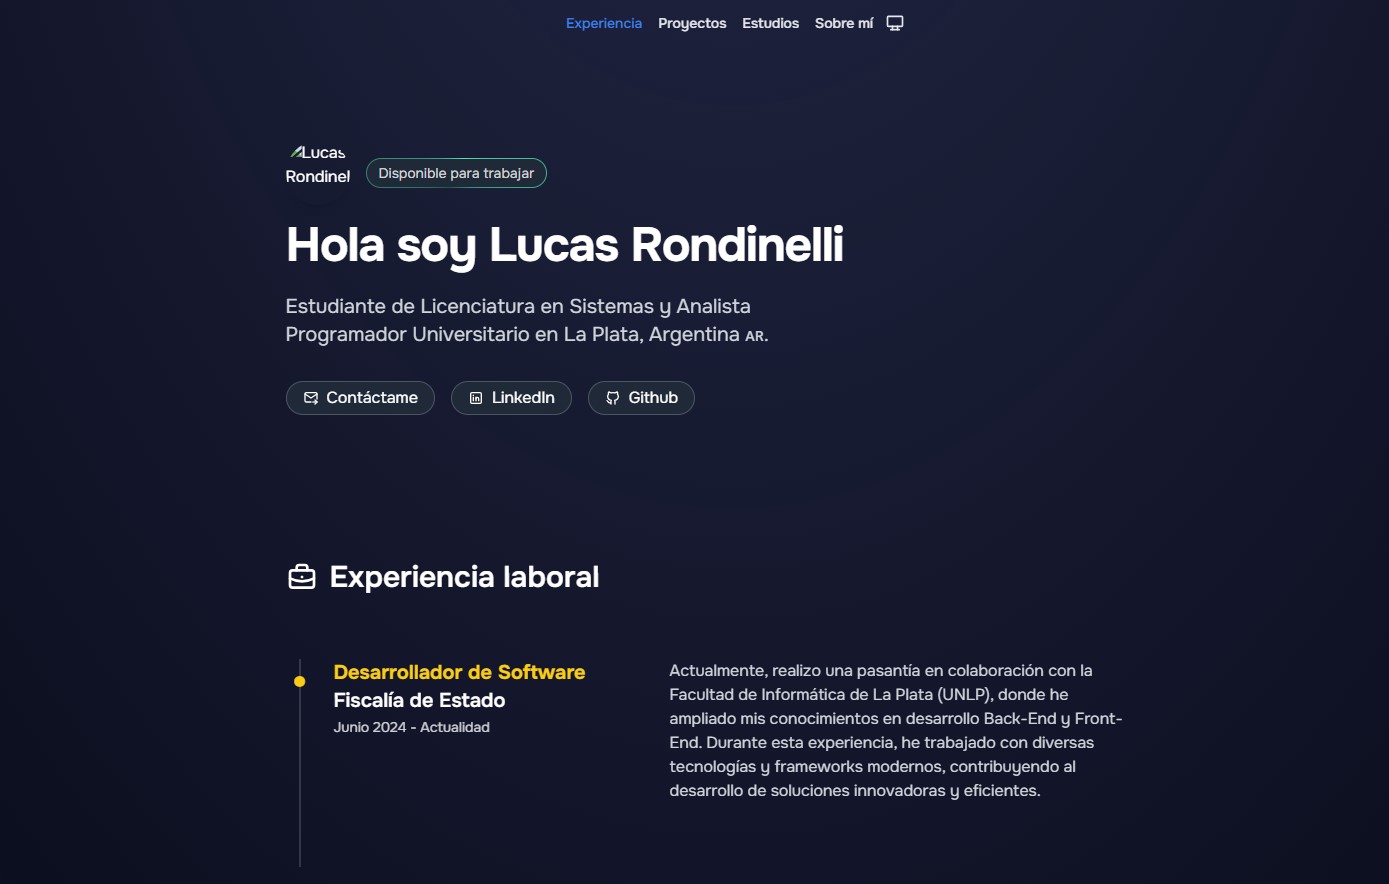 Experiencia Proyectos Estudios Sobre mí
Lucas
Rondinel
Disponible para trabajar
Hola soy Lucas Rondinelli
Estudiante de Licenciatura en Sistemas y Analista
Programador Universitario en La Plata, Argentina AR.
Contáctame LinkedIn Github
Experiencia laboral
Desarrollador de Software
Fiscalía de Estado
Junio 2024 - Actualidad
Actualmente, realizo una pasantía en colaboración con la
Facultad de Informática de La Plata (UNLP), donde he
ampliado mis conocimientos en desarrollo Back-End y Front-
End. Durante esta experiencia, he trabajado con diversas
tecnologías y frameworks modernos, contribuyendo al
desarrollo de soluciones innovadoras y eficientes.